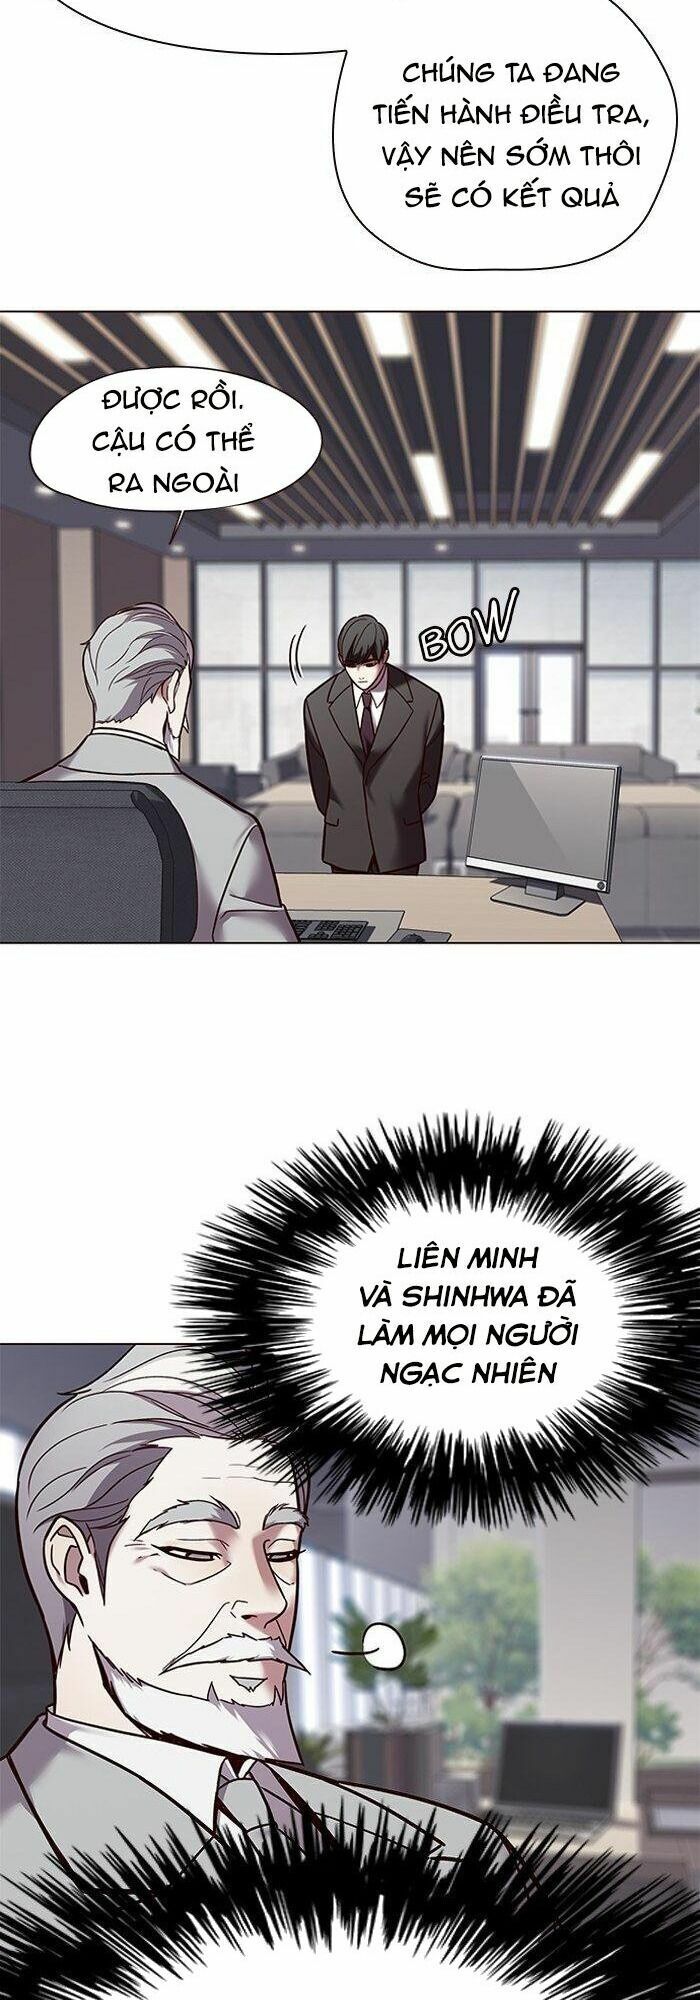 CHÚNG TA ĐANG
TIẾN HÀNH ĐIỀU TRA,
VẬY NÊN SỚM THÔI
SẼ CÓ KẾT QUẢ
ĐƯỢC RỒI.
CẬU CÓ THỂ
RA NGOÀI
BOW
LIÊN MINH
VÀ SHINHWA ĐÃ
LÀM MỌI NGƯỜI
NGẠC NHIÊN